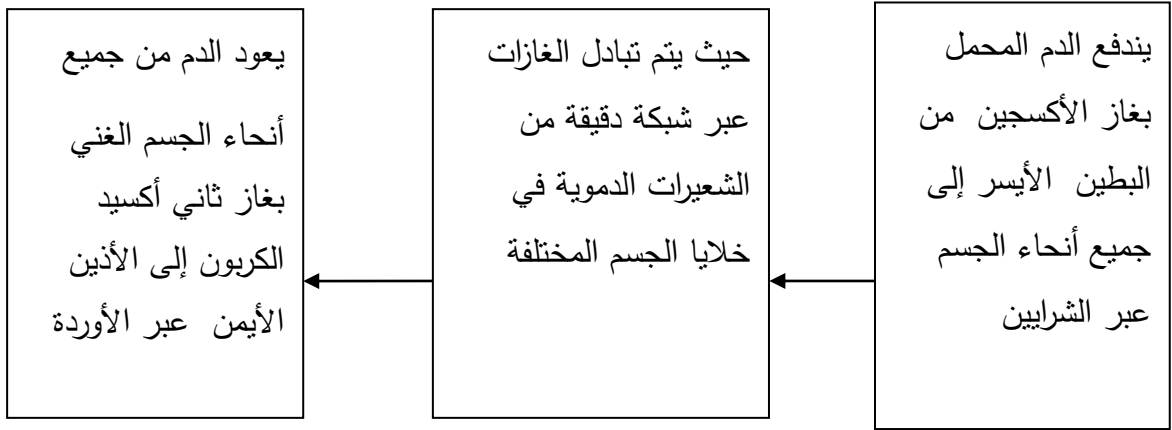 يندفع الدم المحمل
بغاز الأكسجين من
البطين الأيسر إلى
جميع أنحاء الجسم
عبر الشرايين
حيث يتم تبادل الغازات
عبر شبكة دقيقة من
الشعيرات الدموية في
خلايا الجسم المختلفة
يعود الدم من جميع
أنحاء الجسم الغني
بغاز ثاني أكسيد
الكربون إلى الأذين
الأيمن عبر الأوردة